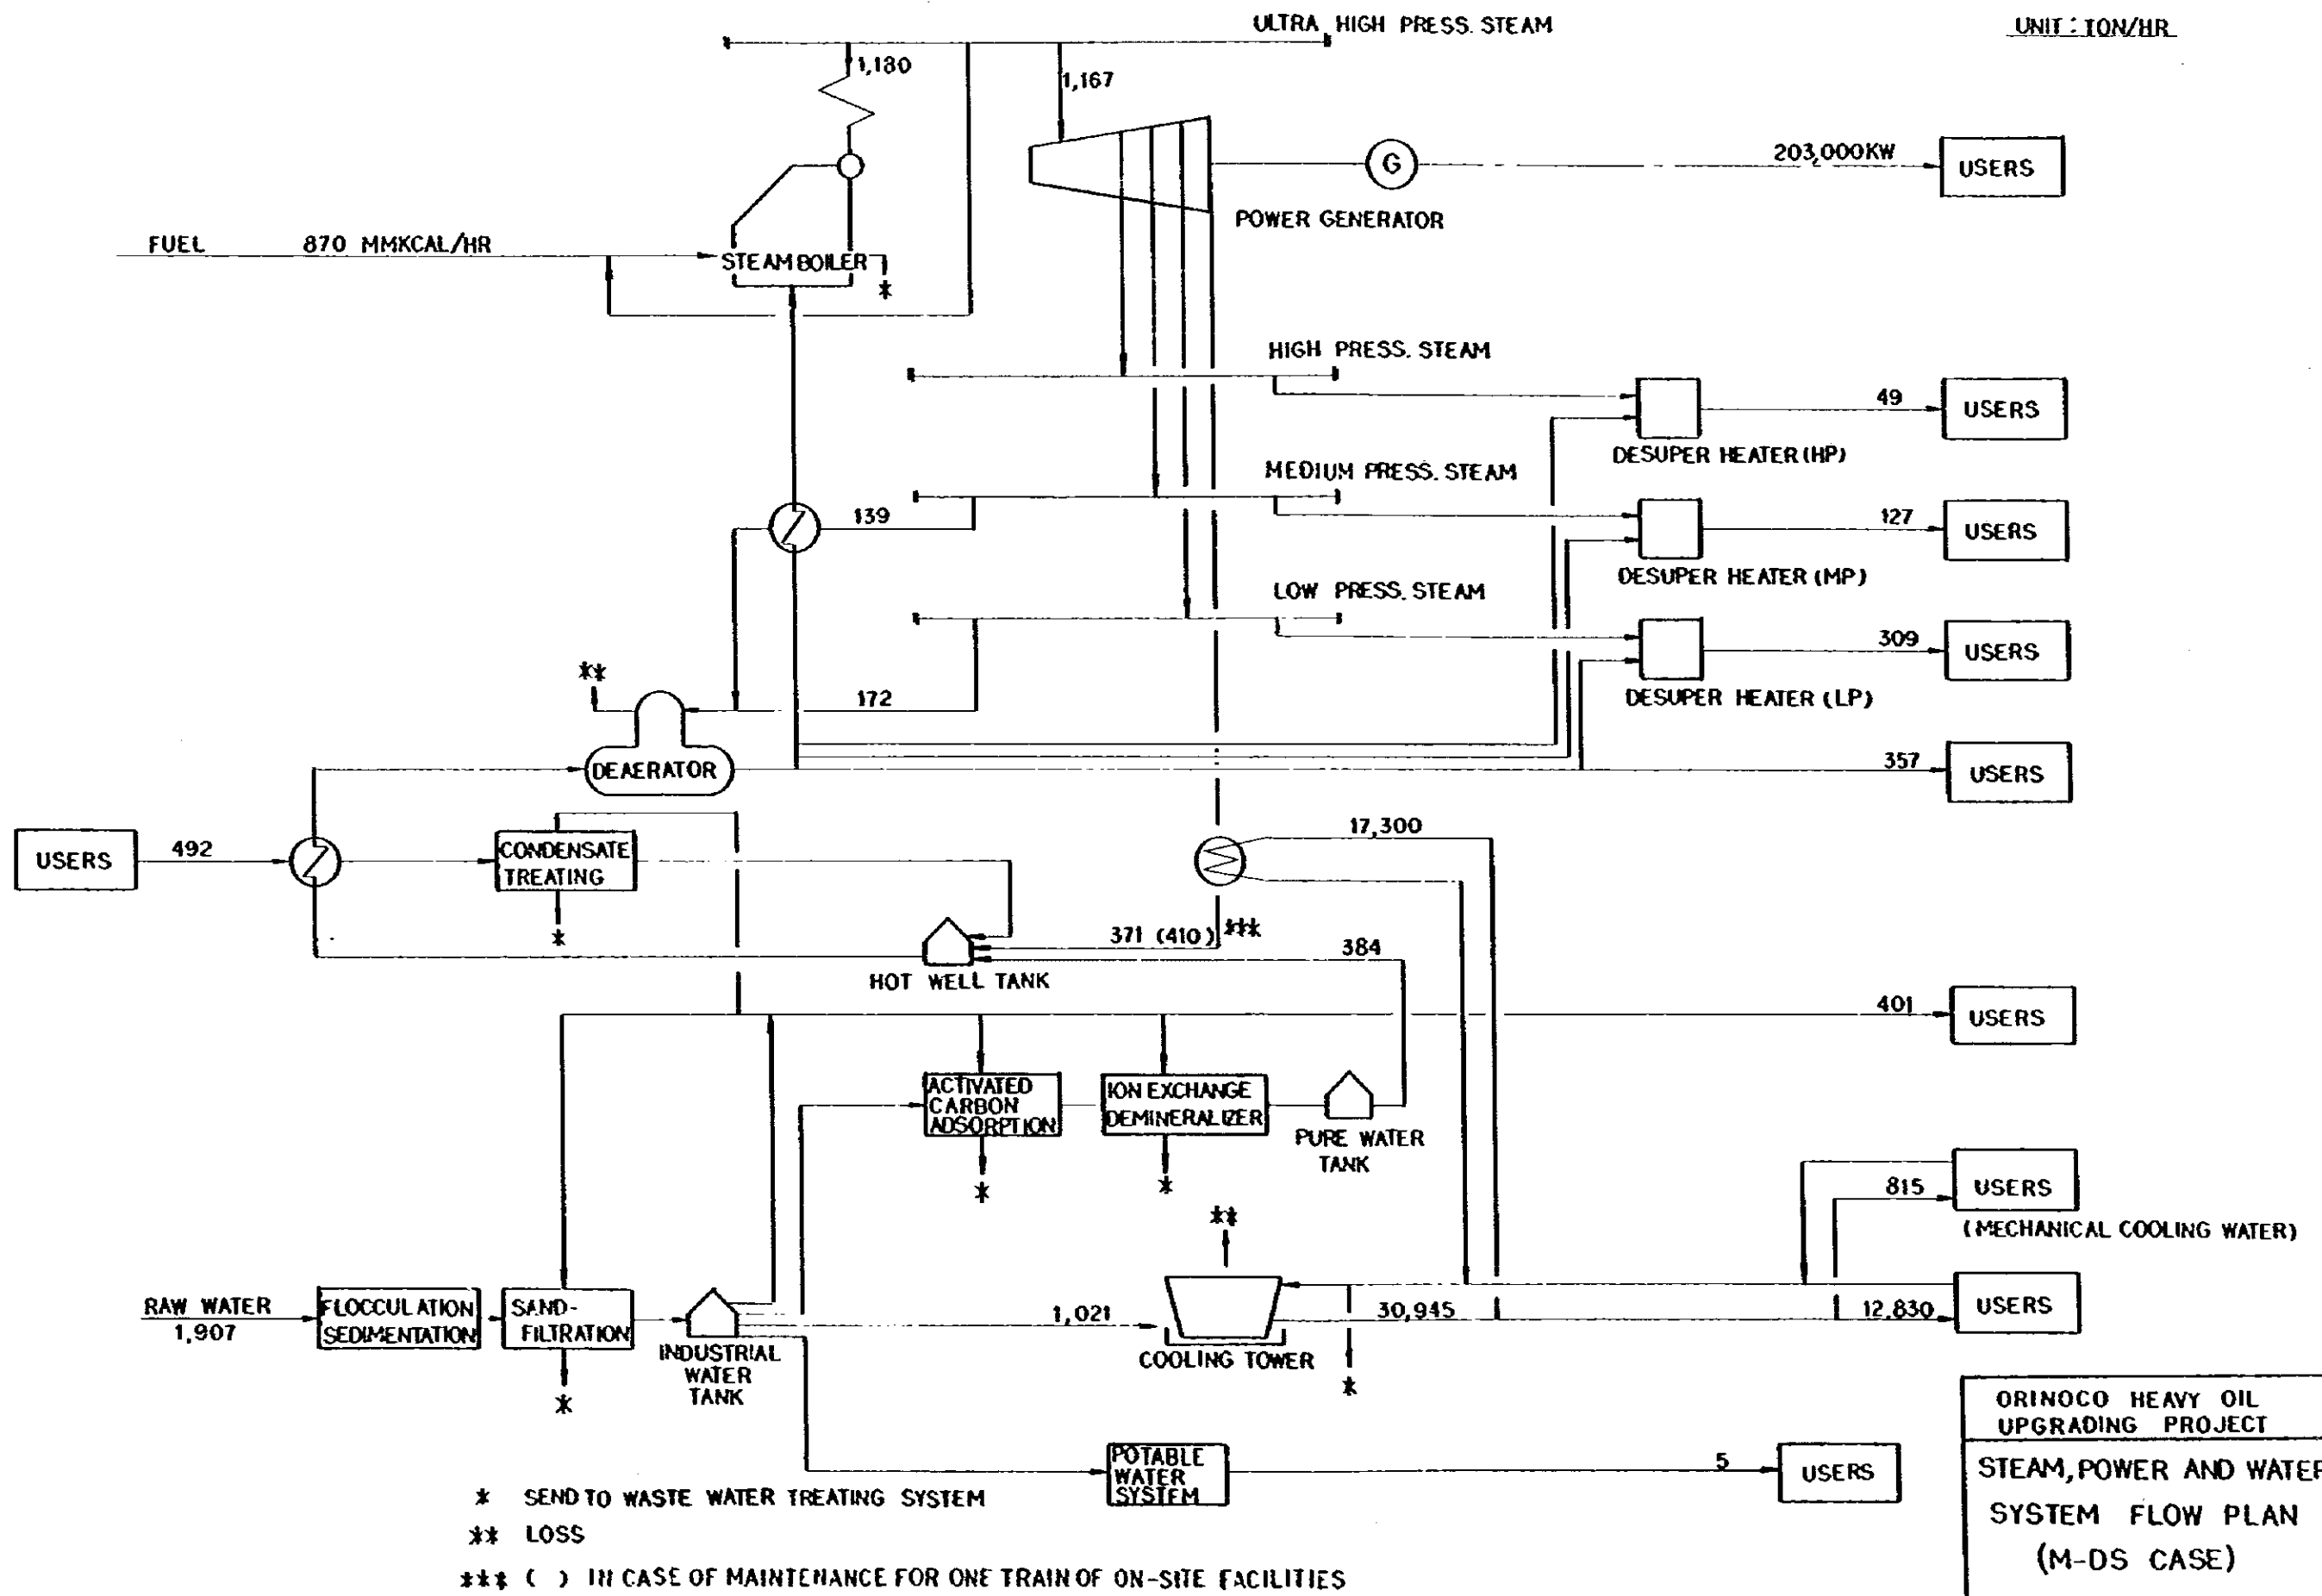 ULTRA HIGH PRESS. STEAM
UNIT : TON/HR
1,180
1,167
203,000KW
USERS
G
POWER GENERATOR
FUEL 870 MMKCAL/HR
STEAM BOILER
*
HIGH PRESS. STEAM
49
USERS
DESUPER HEATER (HP)
MEDIUM PRESS. STEAM
139
127
USERS
DESUPER HEATER (MP)
LOW PRESS. STEAM
309
USERS
DESUPER HEATER (LP)
**
172
DEAERATOR
357
USERS
USERS
492
CONDENSATE
TREATING
*
17,300
371 (410) ***
384
HOT WELL TANK
401
USERS
ACTIVATED
CARBON
ADSORPTION
*
ION EXCHANGE
DEMINERALIZER
*
PURE WATER
TANK
815
USERS
(MECHANICAL COOLING WATER)
**
RAW WATER
1,907
FLOCCULATION
SEDIMENTATION
SAND-
FILTRATION
*
INDUSTRIAL
WATER
TANK
1,021
COOLING TOWER
30,945
*
12,830
USERS
POTABLE
WATER
SYSTEM
5
USERS
* SEND TO WASTE WATER TREATING SYSTEM
** LOSS
*** ( ) IN CASE OF MAINTENANCE FOR ONE TRAIN OF ON-SITE FACILITIES
ORINOCO HEAVY OIL
UPGRADING PROJECT
STEAM, POWER AND WATER
SYSTEM FLOW PLAN
(M-DS CASE)